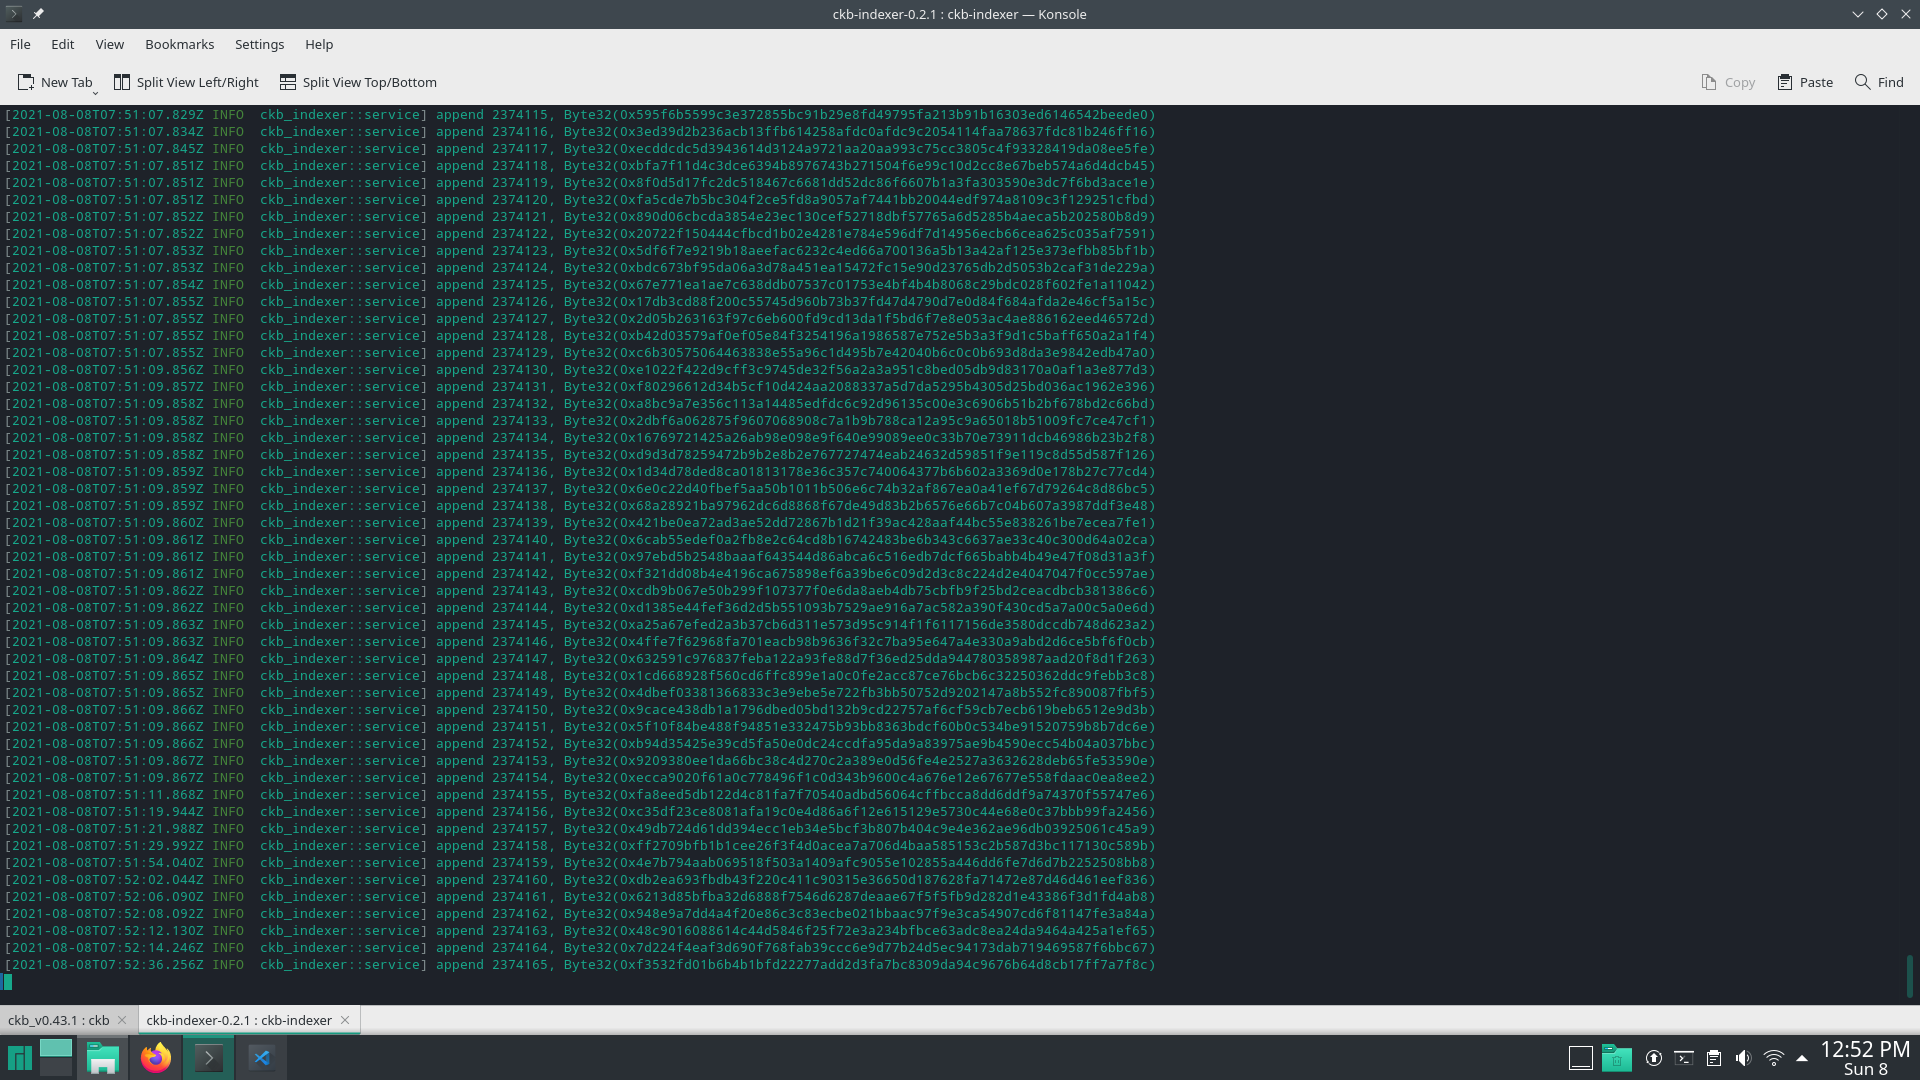 ckb-indexer-0.2.1 : ckb-indexer — Konsole
File Edit View Bookmarks Settings Help
New Tab Split View Left/Right Split View Top/Bottom Copy Paste Find
[2021-08-08T07:51:07.829Z INFO  ckb_indexer::service] append 2374115, Byte32(0x595f6b5599c3e372855bc91b29e8fd49795fa213b91b16303ed6146542beede0)
[2021-08-08T07:51:07.834Z INFO  ckb_indexer::service] append 2374116, Byte32(0x3ed39d2b236acb13ffb614258afdc0afdc9c2054114faa78637fdc81b246ff16)
[2021-08-08T07:51:07.845Z INFO  ckb_indexer::service] append 2374117, Byte32(0xecddcdc5d3943614d3124a9721aa20aa993c75cc3805c4f93328419da08ee5fe)
[2021-08-08T07:51:07.851Z INFO  ckb_indexer::service] append 2374118, Byte32(0xbfa7f11d4c3dce6394b8976743b271504f6e99c10d2cc8e67beb574a6d4dcb45)
[2021-08-08T07:51:07.851Z INFO  ckb_indexer::service] append 2374119, Byte32(0x8f0d5d17fc2dc518467c6681dd52dc86f6607b1a3fa303590e3dc7f6bd3ace1e)
[2021-08-08T07:51:07.851Z INFO  ckb_indexer::service] append 2374120, Byte32(0xfa5cde7b5bc304f2ce5fd8a9057af7441bb20044edf974a8109c3f129251cfbd)
[2021-08-08T07:51:07.852Z INFO  ckb_indexer::service] append 2374121, Byte32(0x890d06cbcda3854e23ec130cef52718dbf57765a6d5285b4aeca5b202580b8d9)
[2021-08-08T07:51:07.852Z INFO  ckb_indexer::service] append 2374122, Byte32(0x20722f150444cfbcd1b02e4281e784e596df7d14956ecb66cea625c035af7591)
[2021-08-08T07:51:07.853Z INFO  ckb_indexer::service] append 2374123, Byte32(0x5df6f7e9219b18aeefac6232c4ed66a700136a5b13a42af125e373efbb85bf1b)
[2021-08-08T07:51:07.853Z INFO  ckb_indexer::service] append 2374124, Byte32(0xbdc673bf95da06a3d78a451ea15472fc15e90d23765db2d5053b2caf31de229a)
[2021-08-08T07:51:07.854Z INFO  ckb_indexer::service] append 2374125, Byte32(0x67e771ea1ae7c638ddb07537c01753e4bf4b4b8068c29bdc028f602fe1a11042)
[2021-08-08T07:51:07.855Z INFO  ckb_indexer::service] append 2374126, Byte32(0x17db3cd88f200c55745d960b73b37fd47d4790d7e0d84f684afda2e46cf5a15c)
[2021-08-08T07:51:07.855Z INFO  ckb_indexer::service] append 2374127, Byte32(0x2d05b263163f97c6eb600fd9cd13da1f5bd6f7e8e053ac4ae886162eed46572d)
[2021-08-08T07:51:07.855Z INFO  ckb_indexer::service] append 2374128, Byte32(0xb42d03579af0ef05e84f3254196a1986587e752e5b3a3f9d1c5baff650a2a1f4)
[2021-08-08T07:51:07.855Z INFO  ckb_indexer::service] append 2374129, Byte32(0xc6b30575064463838e55a96c1d495b7e42040b6c0c0b693d8da3e9842edb47a0)
[2021-08-08T07:51:09.856Z INFO  ckb_indexer::service] append 2374130, Byte32(0xe1022f422d9cff3c9745de32f56a2a3a951c8bed05db9d83170a0af1a3e877d3)
[2021-08-08T07:51:09.857Z INFO  ckb_indexer::service] append 2374131, Byte32(0xf80296612d34b5cf10d424aa2088337a5d7da5295b4305d25bd036ac1962e396)
[2021-08-08T07:51:09.858Z INFO  ckb_indexer::service] append 2374132, Byte32(0xa8bc9a7e356c113a14485edfdc6c92d96135c00e3c6906b51b2bf678bd2c66bd)
[2021-08-08T07:51:09.858Z INFO  ckb_indexer::service] append 2374133, Byte32(0x2dbf6a062875f9607068908c7a1b9b788ca12a95c9a65018b51009fc7ce47cf1)
[2021-08-08T07:51:09.858Z INFO  ckb_indexer::service] append 2374134, Byte32(0x16769721425a26ab98e098e9f640e99089ee0c33b70e73911dcb46986b23b2f8)
[2021-08-08T07:51:09.858Z INFO  ckb_indexer::service] append 2374135, Byte32(0xd9d3d78259472b9b2e8b2e767727474eab24632d59851f9e119c8d55d587f126)
[2021-08-08T07:51:09.859Z INFO  ckb_indexer::service] append 2374136, Byte32(0x1d34d78ded8ca01813178e36c357c740064377b6b602a3369d0e178b27c77cd4)
[2021-08-08T07:51:09.859Z INFO  ckb_indexer::service] append 2374137, Byte32(0x6e0c22d40fbef5aa50b1011b506e6c74b32af867ea0a41ef67d79264c8d86bc5)
[2021-08-08T07:51:09.859Z INFO  ckb_indexer::service] append 2374138, Byte32(0x68a28921ba97962dc6d8868f67de49d83b2b6576e66b7c04b607a3987ddf3e48)
[2021-08-08T07:51:09.860Z INFO  ckb_indexer::service] append 2374139, Byte32(0x421be0ea72ad3ae52dd72867b1d21f39ac428aaf44bc55e838261be7ecea7fe1)
[2021-08-08T07:51:09.861Z INFO  ckb_indexer::service] append 2374140, Byte32(0x6cab55edef0a2fb8e2c64cd8b16742483be6b343c6637ae33c40c300d64a02ca)
[2021-08-08T07:51:09.861Z INFO  ckb_indexer::service] append 2374141, Byte32(0x97ebd5b2548baaaf643544d86abca6c516edb7dcf665babb4b49e47f08d31a3f)
[2021-08-08T07:51:09.861Z INFO  ckb_indexer::service] append 2374142, Byte32(0xf321dd08b4e4196ca675898ef6a39be6c09d2d3c8c224d2e4047047f0cc597ae)
[2021-08-08T07:51:09.862Z INFO  ckb_indexer::service] append 2374143, Byte32(0xcdb9b067e50b299f107377f0e6da8aeb4db75cbfb9f25bd2ceacdbcb381386c6)
[2021-08-08T07:51:09.862Z INFO  ckb_indexer::service] append 2374144, Byte32(0xd1385e44fef36d2d5b551093b7529ae916a7ac582a390f430cd5a7a00c5a0e6d)
[2021-08-08T07:51:09.863Z INFO  ckb_indexer::service] append 2374145, Byte32(0xa25a67efed2a3b37cb6d311e573d95c914f1f6117156de3580dccdb748d623a2)
[2021-08-08T07:51:09.863Z INFO  ckb_indexer::service] append 2374146, Byte32(0x4ffe7f62968fa701eacb98b9636f32c7ba95e647a4e330a9abd2d6ce5bf6f0cb)
[2021-08-08T07:51:09.864Z INFO  ckb_indexer::service] append 2374147, Byte32(0x632591c976837feba122a93fe88d7f36ed25dda944780358987aad20f8d1f263)
[2021-08-08T07:51:09.865Z INFO  ckb_indexer::service] append 2374148, Byte32(0x1cd668928f560cd6ffc899e1a0c0fe2acc87ce76bcb6c32250362ddc9febb3c8)
[2021-08-08T07:51:09.865Z INFO  ckb_indexer::service] append 2374149, Byte32(0x4dbef03381366833c3e9ebe5e722fb3bb50752d9202147a8b552fc890087fbf5)
[2021-08-08T07:51:09.866Z INFO  ckb_indexer::service] append 2374150, Byte32(0x9cace438db1a1796dbed05bd132b9cd22757af6cf59cb7ecb619beb6512e9d3b)
[2021-08-08T07:51:09.866Z INFO  ckb_indexer::service] append 2374151, Byte32(0x5f10f84be488f94851e332475b93bb8363bdcf60b0c534be91520759b8b7dc6e)
[2021-08-08T07:51:09.866Z INFO  ckb_indexer::service] append 2374152, Byte32(0xb94d35425e39cd5fa50e0dc24ccdfa95da9a83975ae9b4590ecc54b04a037bbc)
[2021-08-08T07:51:09.867Z INFO  ckb_indexer::service] append 2374153, Byte32(0x9209380ee1da66bc38c4d270c2a389e0d56fe4e2527a3632628deb65fe53590e)
[2021-08-08T07:51:09.867Z INFO  ckb_indexer::service] append 2374154, Byte32(0xecca9020f61a0c778496f1c0d343b9600c4a676e12e67677e558fdaac0ea8ee2)
[2021-08-08T07:51:11.868Z INFO  ckb_indexer::service] append 2374155, Byte32(0xfa8eed5db122d4c81fa7f70540adbd56064cffbcca8dd6ddf9a74370f55747e6)
[2021-08-08T07:51:19.944Z INFO  ckb_indexer::service] append 2374156, Byte32(0xc35df23ce8081afa19c0e4d86a6f12e615129e5730c44e68e0c37bbb99fa2456)
[2021-08-08T07:51:21.988Z INFO  ckb_indexer::service] append 2374157, Byte32(0x49db724d61dd394ecc1eb34e5bcf3b807b404c9e4e362ae96db03925061c45a9)
[2021-08-08T07:51:29.992Z INFO  ckb_indexer::service] append 2374158, Byte32(0xff2709bfb1b1cee26f3f4d0acea7a706d4baa585153c2b587d3bc117130c589b)
[2021-08-08T07:51:54.040Z INFO  ckb_indexer::service] append 2374159, Byte32(0x4e7b794aab069518f503a1409afc9055e102855a446dd6fe7d6d7b2252508bb8)
[2021-08-08T07:52:02.044Z INFO  ckb_indexer::service] append 2374160, Byte32(0xdb2ea693fbdb43f220c411c90315e36650d187628fa71472e87d46d461eef836)
[2021-08-08T07:52:06.090Z INFO  ckb_indexer::service] append 2374161, Byte32(0x6213d85bfba32d6888f7546d6287deaae67f5f5fb9d282d1e43386f3d1fd4ab8)
[2021-08-08T07:52:08.092Z INFO  ckb_indexer::service] append 2374162, Byte32(0x948e9a7dd4a4f20e86c3c83ecbe021bbaac97f9e3ca54907cd6f81147fe3a84a)
[2021-08-08T07:52:12.130Z INFO  ckb_indexer::service] append 2374163, Byte32(0x48c9016088614c44d5846f25f72e3a234bfbce63adc8ea24da9464a425a1ef65)
[2021-08-08T07:52:14.246Z INFO  ckb_indexer::service] append 2374164, Byte32(0x7d224f4eaf3d690f768fab39ccc6e9d77b24d5ec94173dab719469587f6bbc67)
[2021-08-08T07:52:36.256Z INFO  ckb_indexer::service] append 2374165, Byte32(0xf3532fd01b6b4b1bfd22277add2d3fa7bc8309da94c9676b64d8cb17ff7a7f8c)
ckb_v0.43.1 : ckb ckb-indexer-0.2.1 : ckb-indexer
12:52 PM
Sun 8